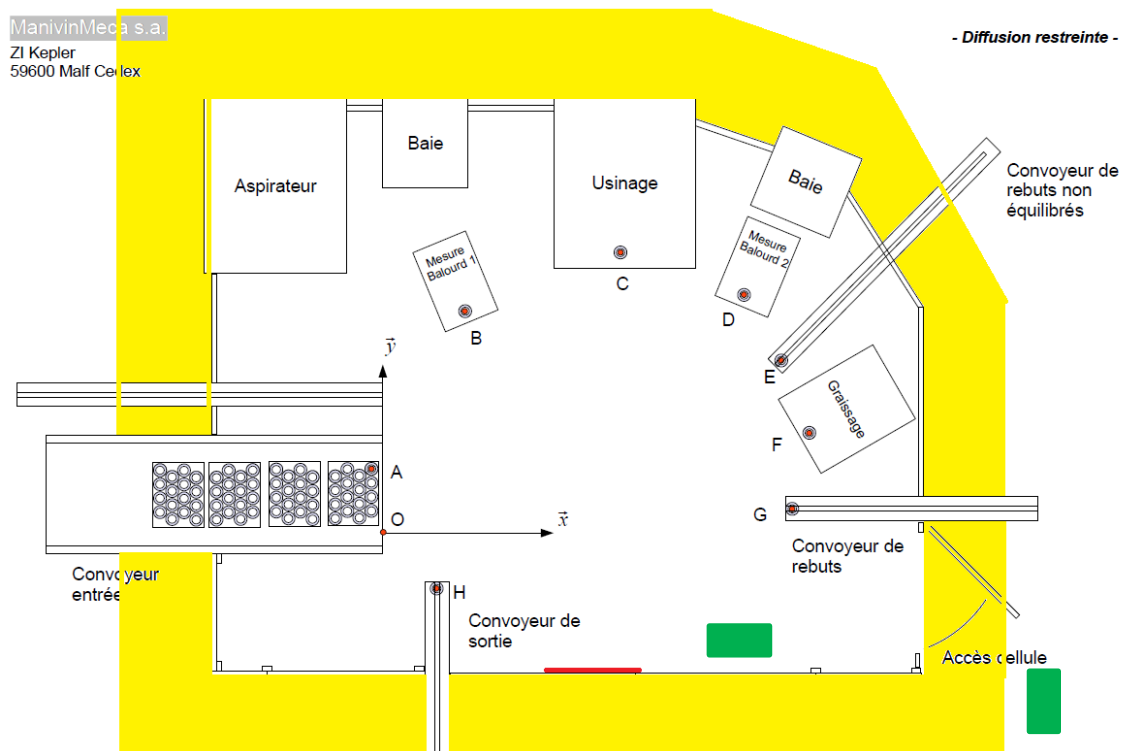 ManivinMeca s.a.
ZI Kepler
59600 Malf Cedex
- Diffusion restreinte -
Aspirateur
Baie
Usinage
Baie
Convoyeur de
rebuts non
équilibrés
Mesure
Balourd 1
Mesure
Balourd 2
C
B
D
y
E
Graissage
F
A
G
O
x
Convoyeur de
rebuts
Convoyeur
entrée
H
Convoyeur de
sortie
Accès cellule